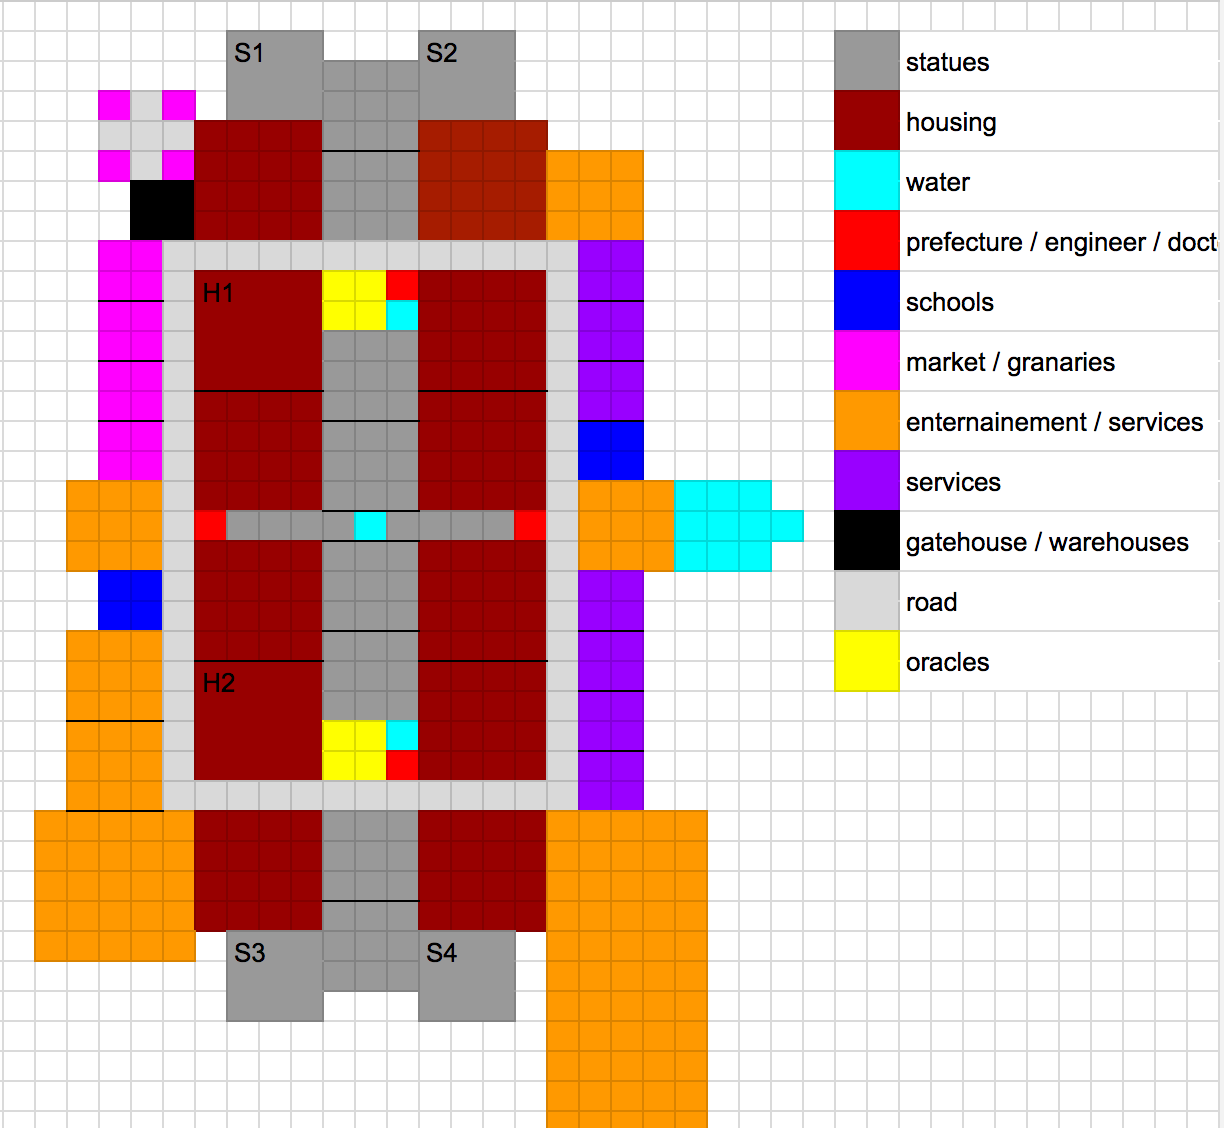 S1
S2
statues
housing
water
prefecture / engineer / doct
H1
schools
market / granaries
enternainement / services
services
gatehouse / warehouses
road
H2
oracles
S3
S4